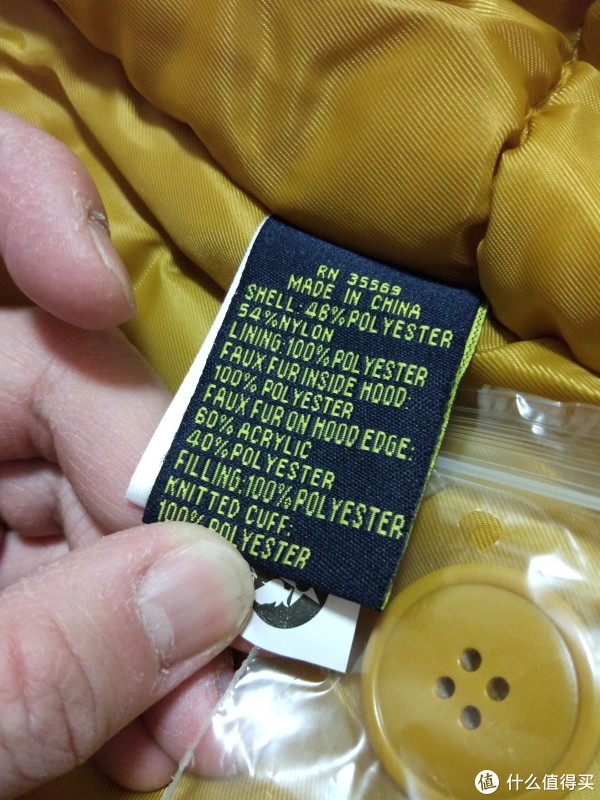 RN 35569
MADE IN CHINA
SHELL: 46%POLYESTER
54%NYLON
LINING:100%POLYESTER
FAUX FUR INSIDE HOOD:
100% POLYESTER
FAUX FUR ON HOOD EDGE:
60% ACRYLIC
40%POLYESTER
FILLING:100%POLYESTER
KNITTED CUFF:
100%POLYESTER
值 什么值得买